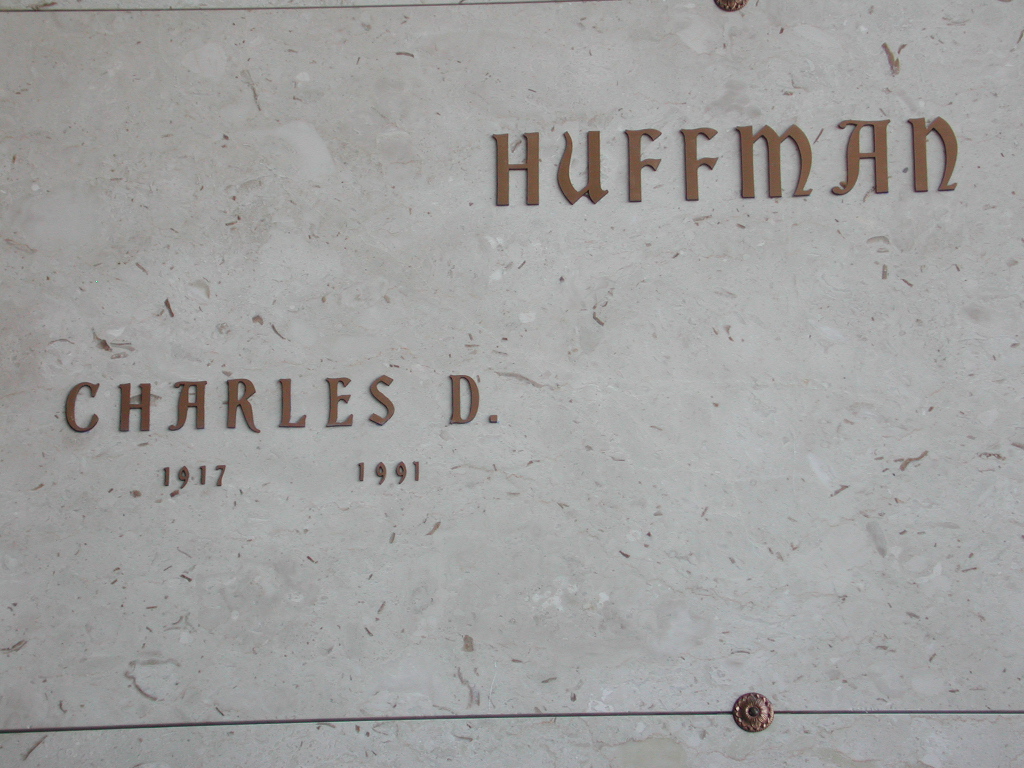 HUFFMAN
CHARLES D.
1917 1991